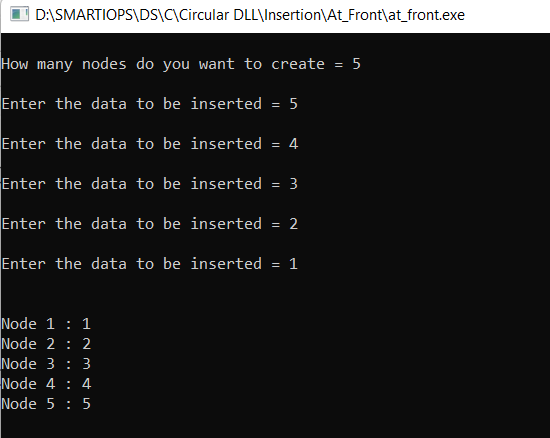 D:\SMARTIOPS\DS\C\Circular DLL\Insertion\At_Front\at_front.exe
How many nodes do you want to create = 5
Enter the data to be inserted = 5
Enter the data to be inserted = 4
Enter the data to be inserted = 3
Enter the data to be inserted = 2
Enter the data to be inserted = 1
Node 1 : 1
Node 2 : 2
Node 3 : 3
Node 4 : 4
Node 5 : 5